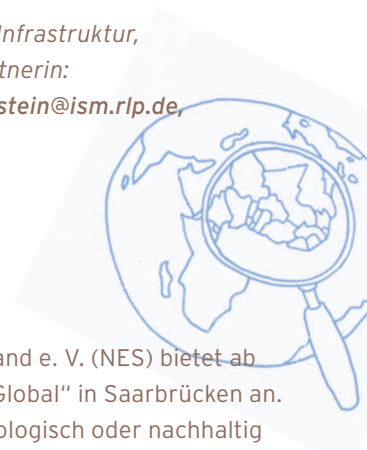 Infrastruktur,
tnerin:
stein@ism.rlp.de,
and e. V. (NES) bietet ab
Global“ in Saarbrücken an.
ologisch oder nachhaltig